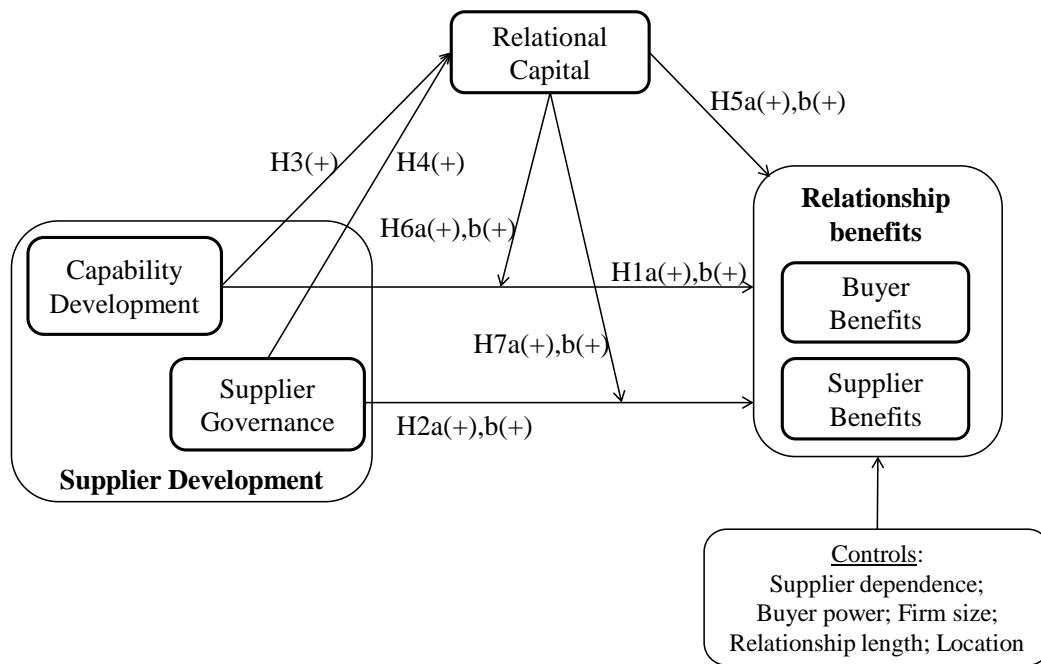 Relational
Capital
H5a(+),b(+)
H3(+)
H4(+)
Relationship
benefits
H6a(+),b(+)
Capability
Development
H1a(+),b(+)
Buyer
Benefits
H7a(+),b(+)
Supplier
Governance
Supplier
Benefits
H2a(+),b(+)
Supplier Development
Controls:
Supplier dependence;
Buyer power; Firm size;
Relationship length; Location